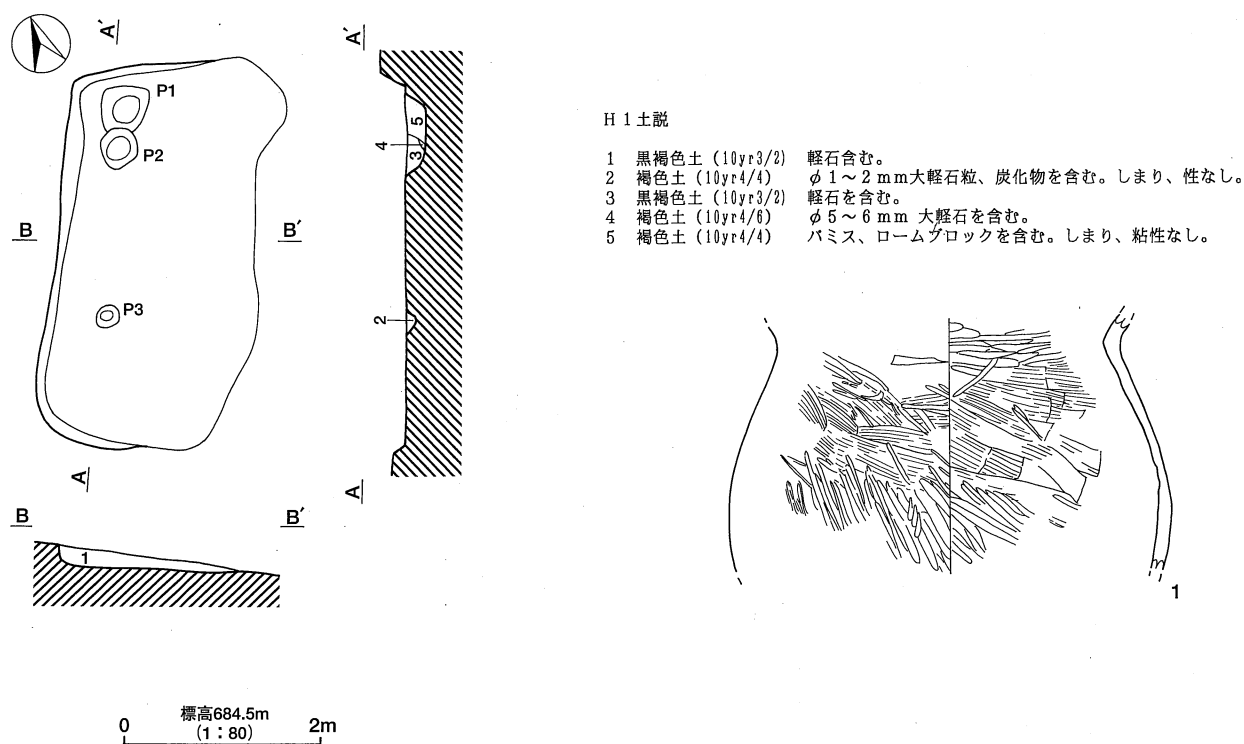 A′
A′
P1
P2
P3
5
4
3
2
B
B′
A
A
B
B′
1
標高684.5m
0
(1:80)
2m
H1土説
1 黒褐色土 (10yr3/2) 軽石含む。
2 褐色土 (10yr4/4) φ1～2mm大軽石粒、炭化物を含む。しまり、性なし。
3 黒褐色土 (10yr3/2) 軽石を含む。
4 褐色土 (10yr4/6) φ5～6mm 大軽石を含む。
5 褐色土 (10yr4/4) パミス、ロームブロックを含む。しまり、粘性なし。
1